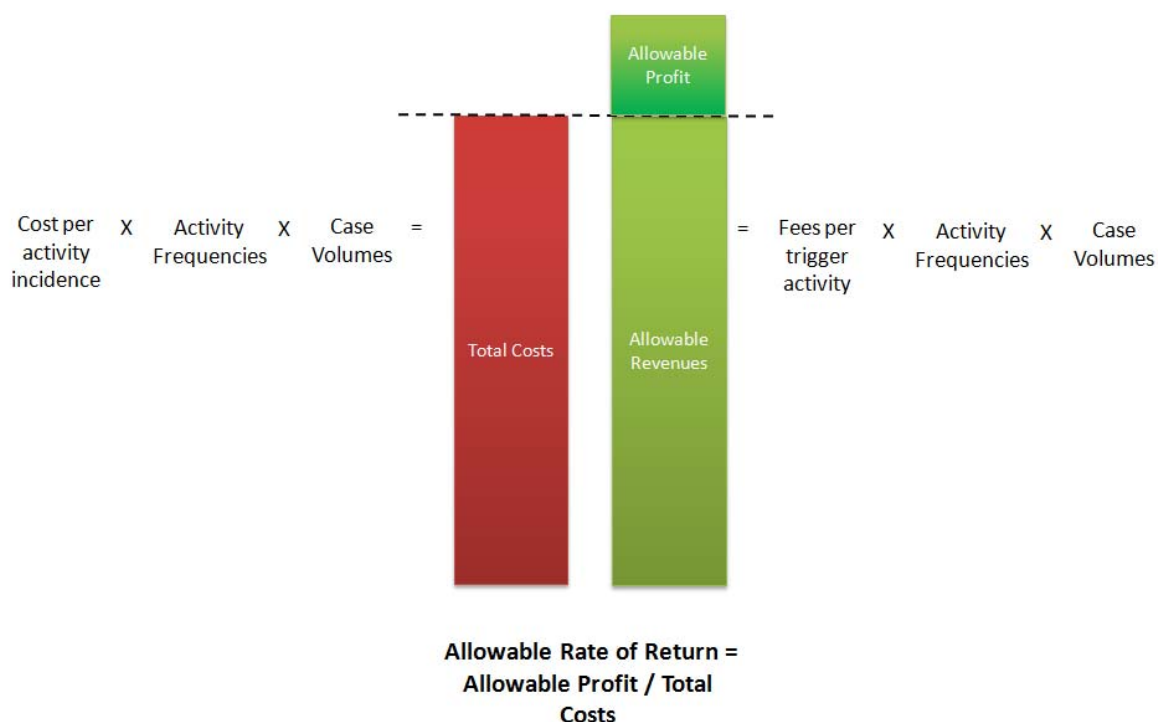 Allowable
Profit
Cost per
activity
incidence
X
Activity
Frequencies
X
Case
Volumes
=
Total Costs
Allowable
Revenues
=
Fees per
trigger
activity
X
Activity
Frequencies
X
Case
Volumes
Allowable Rate of Return =
Allowable Profit / Total
Costs